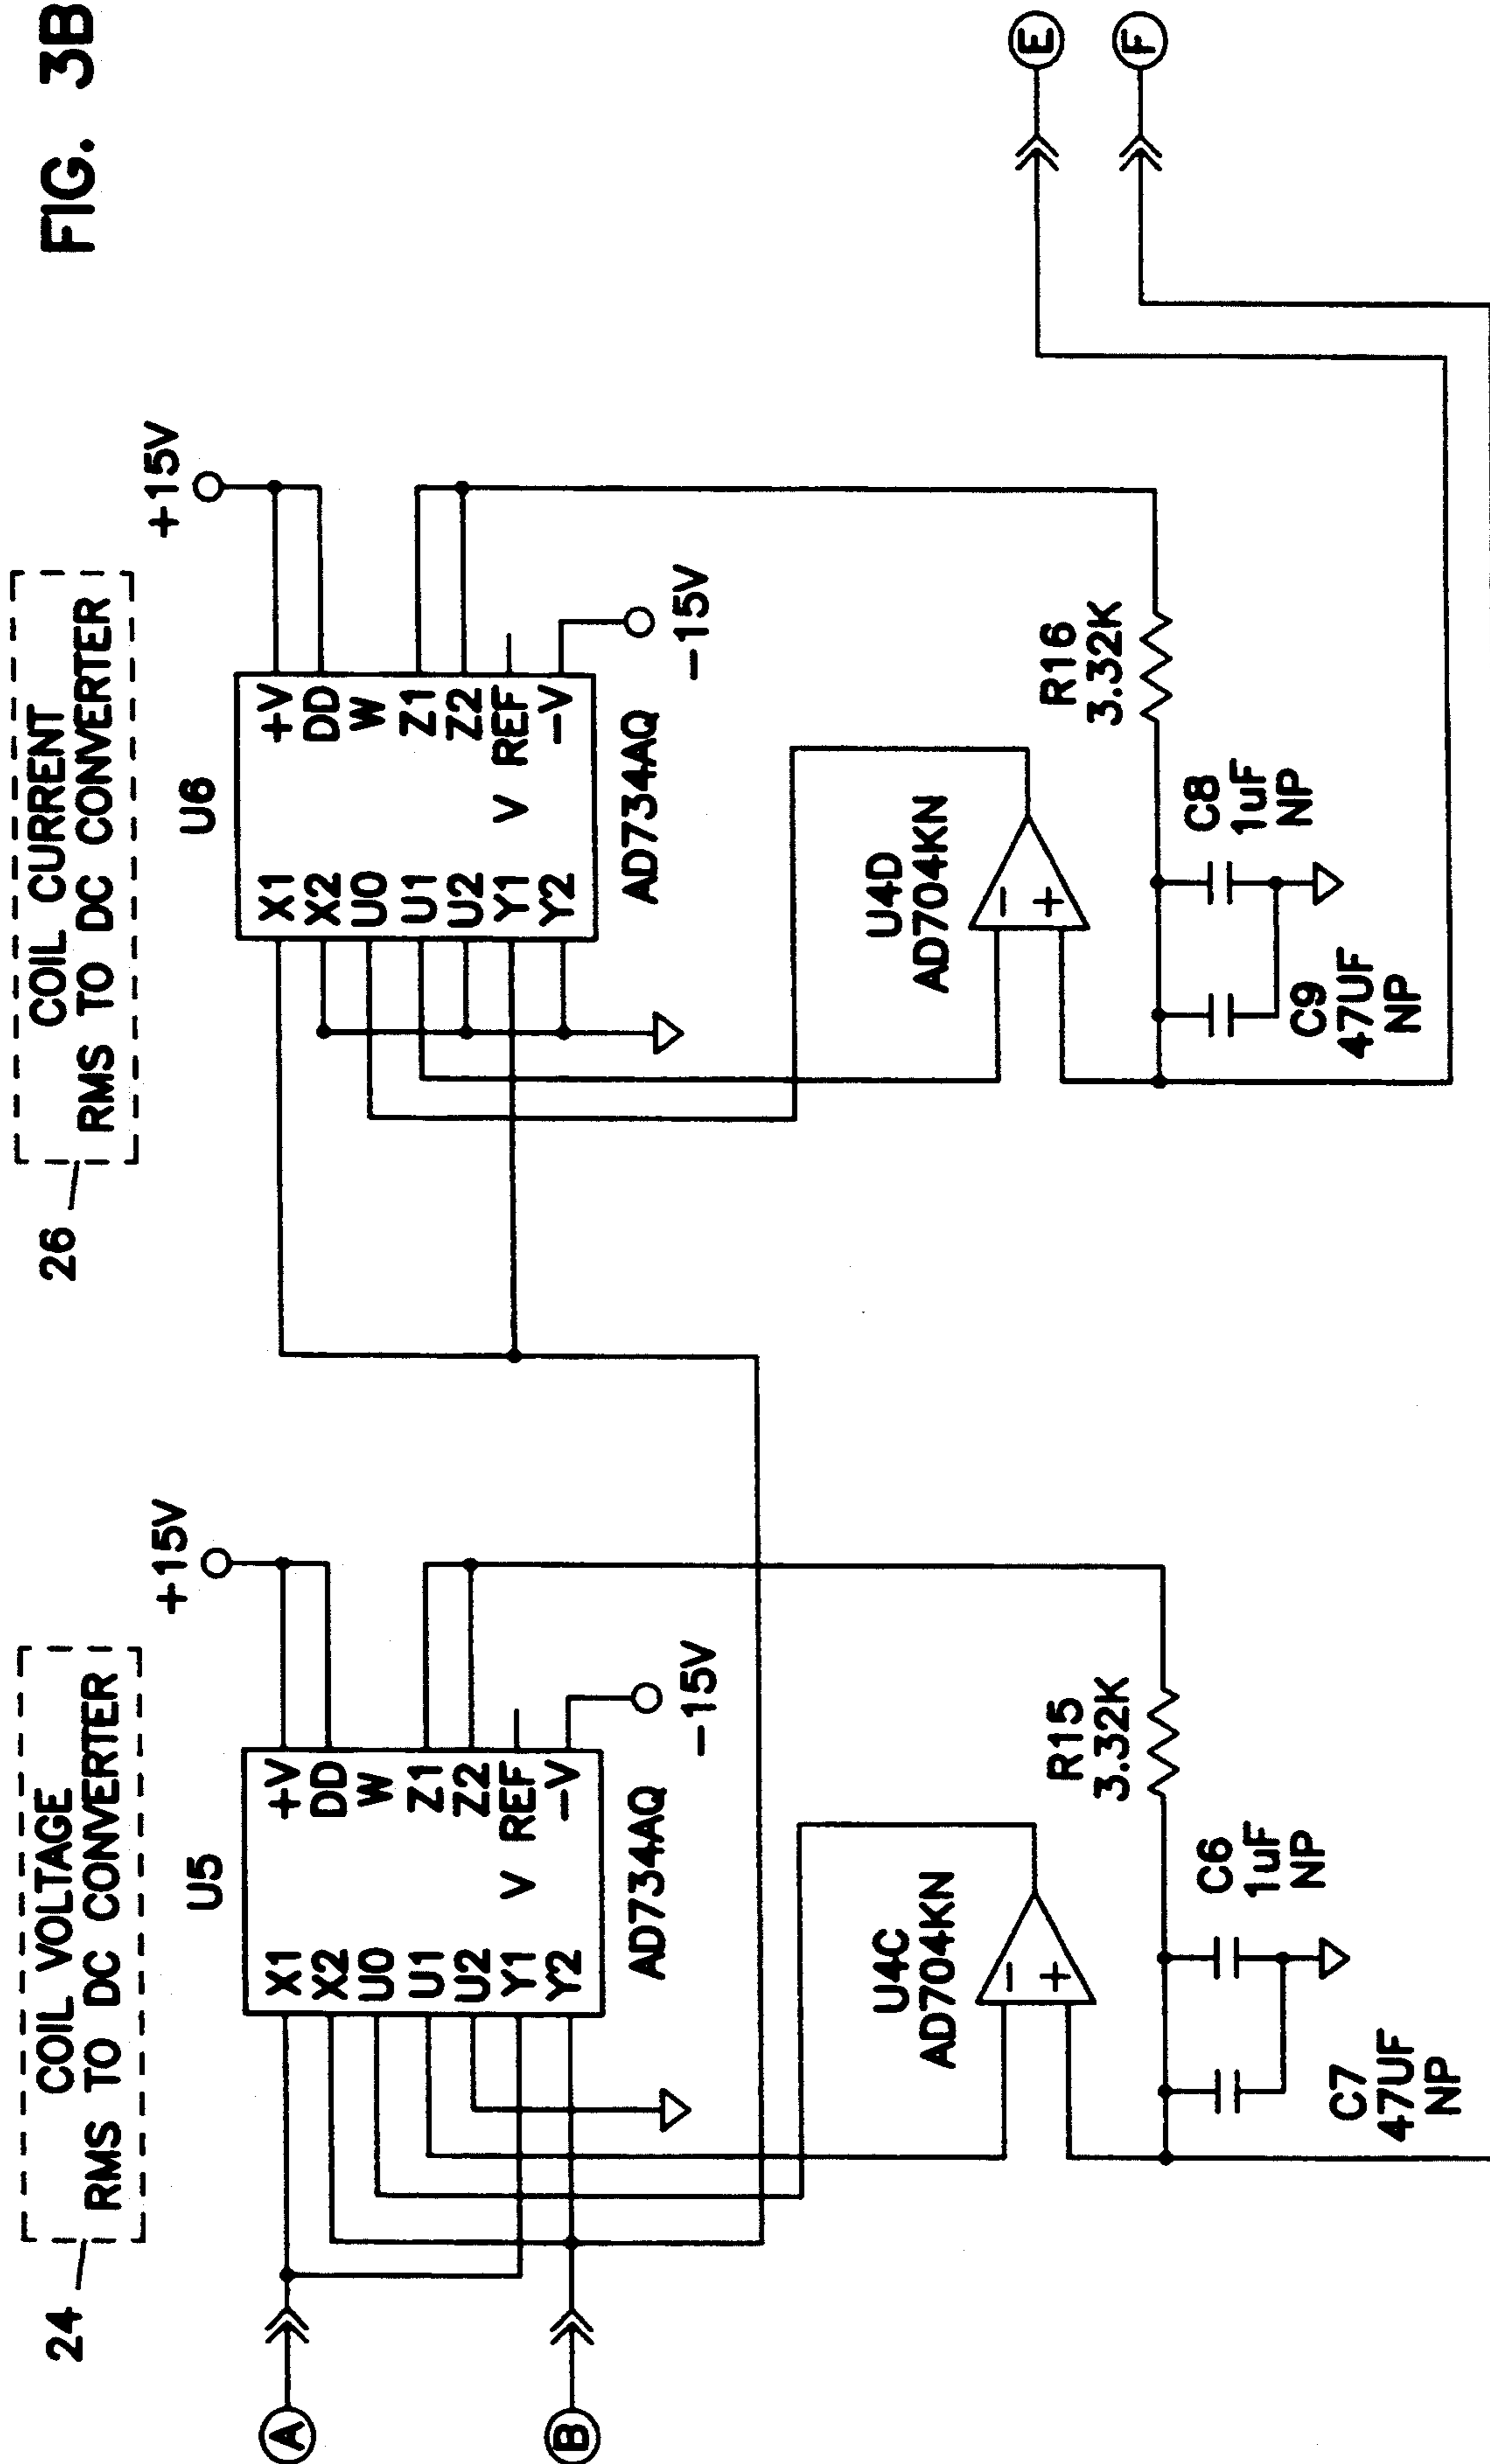 FIG. 3B
24
COIL VOLTAGE
RMS TO DC CONVERTER
U5
+15V
X1
X2
U0
U1
U2
Y1
Y2
+V
DD
W
Z1
Z2
V REF
-V
AD734AQ
-15V
A
B
U4C
AD704KN
-
+
R15
3.32K
C6
1uF
NP
C7
47UF
NP
26
COIL CURRENT
RMS TO DC CONVERTER
U6
+15V
X1
X2
U0
U1
U2
Y1
Y2
+V
DD
W
Z1
Z2
V REF
-V
AD734AQ
-15V
U4D
AD704KN
-
+
R16
3.32K
C8
1uF
NP
C9
47UF
NP
E
F